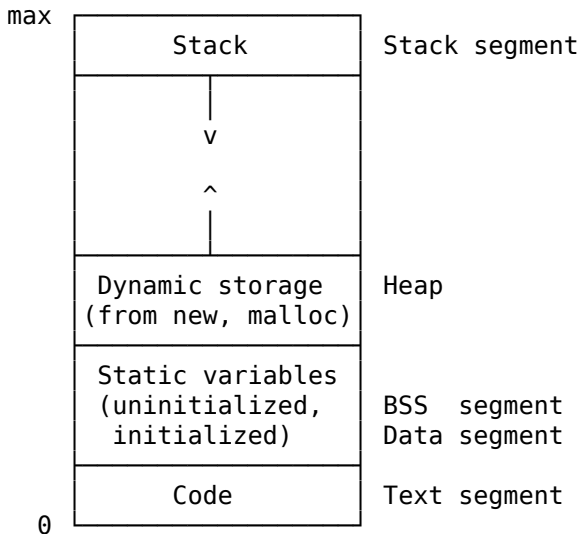 max
Stack Stack segment
v
^
Dynamic storage Heap
(from new, malloc)
Static variables
(uninitialized, BSS segment
initialized) Data segment
Code Text segment
0